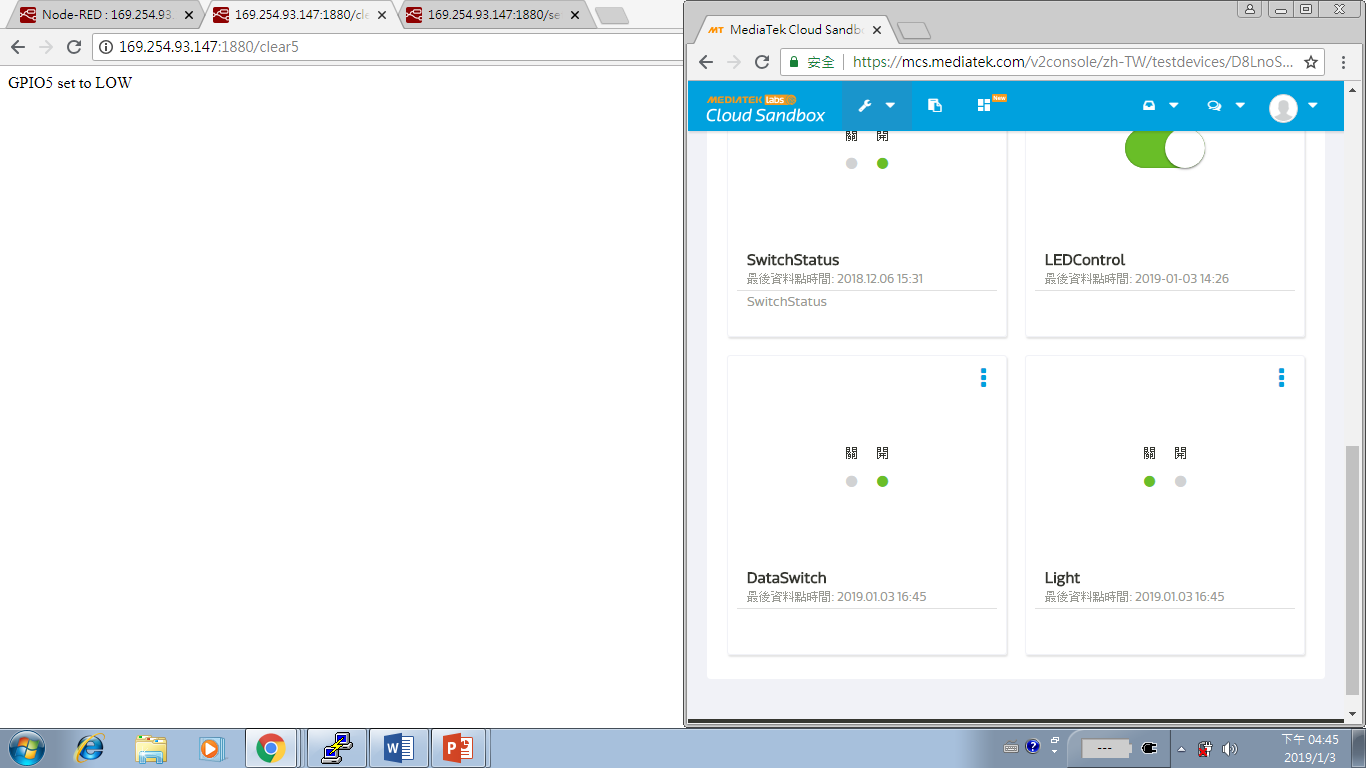 Node-RED : 169.254.93.
169.254.93.147:1880/cle
169.254.93.147:1880/se
169.254.93.147:1880/clear5
GPIO5 set to LOW
MediaTek Cloud Sandbo
安全
https://mcs.mediatek.com/v2console/zh-TW/testdevices/D8LnoS...
MEDIATEK labs
Cloud Sandbox
New
關 開
SwitchStatus
最後資料點時間: 2018.12.06 15:31
SwitchStatus
LEDControl
最後資料點時間: 2019-01-03 14:26
關 開
DataSwitch
最後資料點時間: 2019.01.03 16:45
關 開
Light
最後資料點時間: 2019.01.03 16:45
---
下午 04:45
2019/1/3